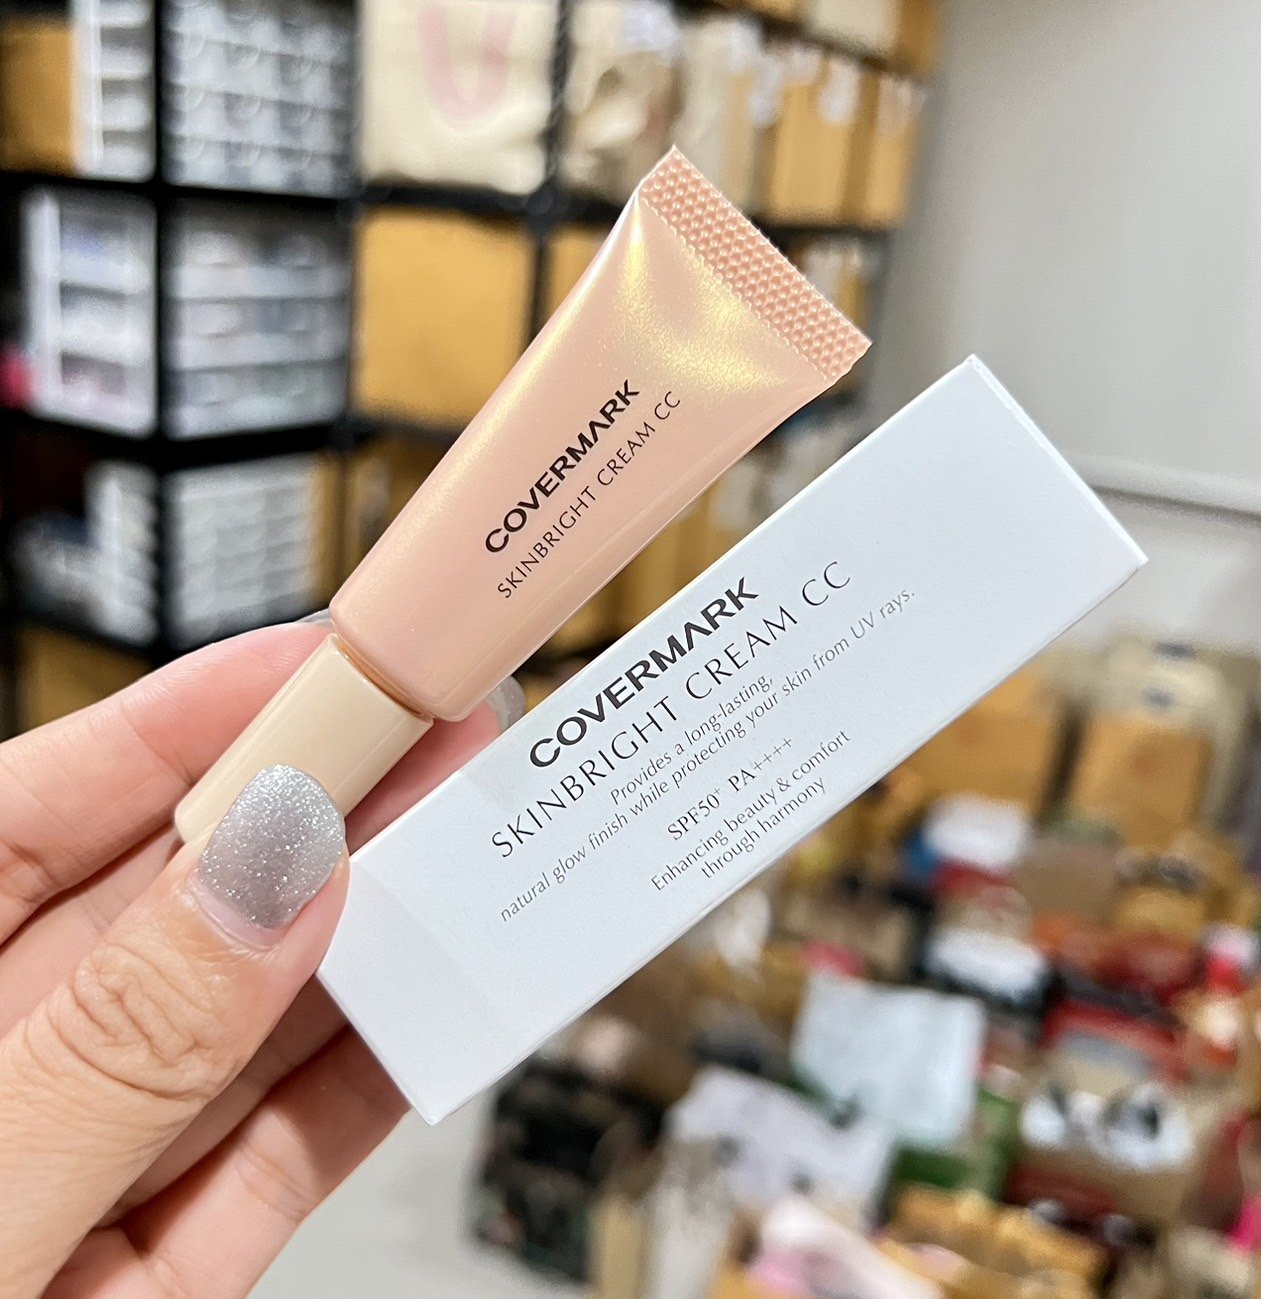 COVERMARK
SKINBRIGHT CREAM CC
COVERMARK
SKINBRIGHT CREAM CC
Provides a long-lasting,
natural glow finish while protecting your skin from UV rays.
SPF50⁺ PA++++
Enhancing beauty & comfort
through harmony